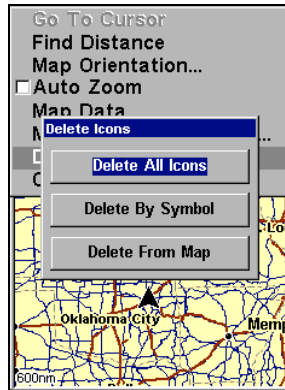 Go To Cursor
Find Distance
Map Orientation...
Auto Zoom
Map Data
Delete Icons
Delete All Icons
Delete By Symbol
Delete From Map
Oklahoma City
600nm